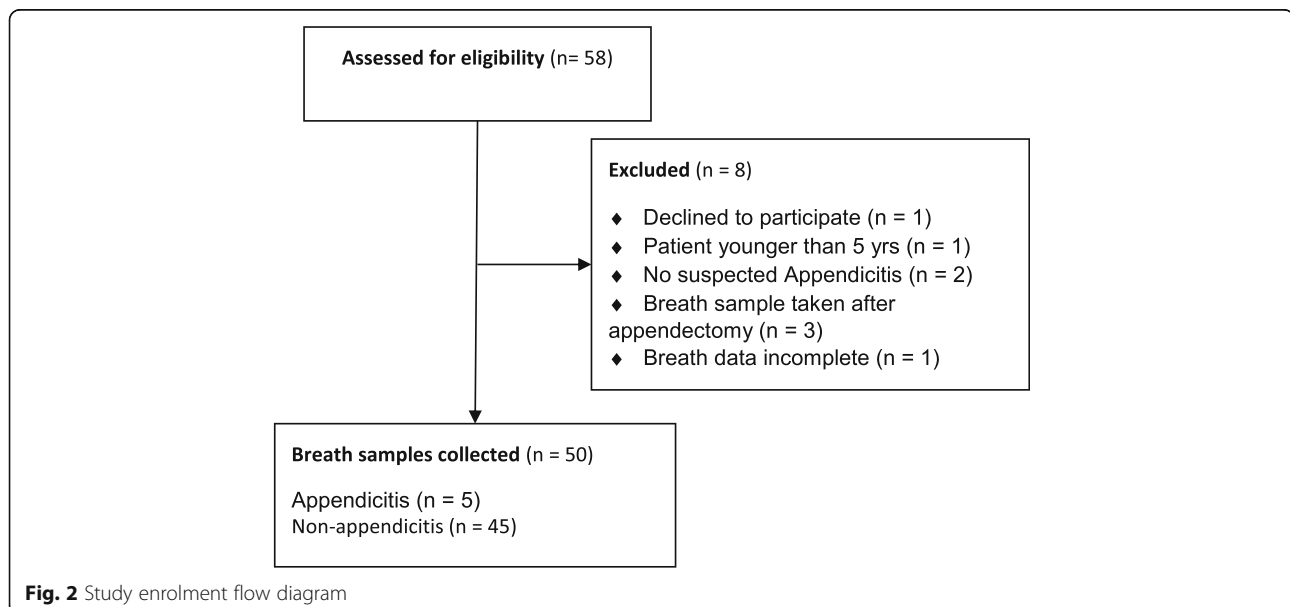 Assessed for eligibility (n= 58)
Excluded (n = 8)
♦ Declined to participate (n = 1)
♦ Patient younger than 5 yrs (n = 1)
♦ No suspected Appendicitis (n = 2)
♦ Breath sample taken after
appendectomy (n = 3)
♦ Breath data incomplete (n = 1)
Breath samples collected (n = 50)
Appendicitis (n = 5)
Non-appendicitis (n = 45)
Fig. 2 Study enrolment flow diagram